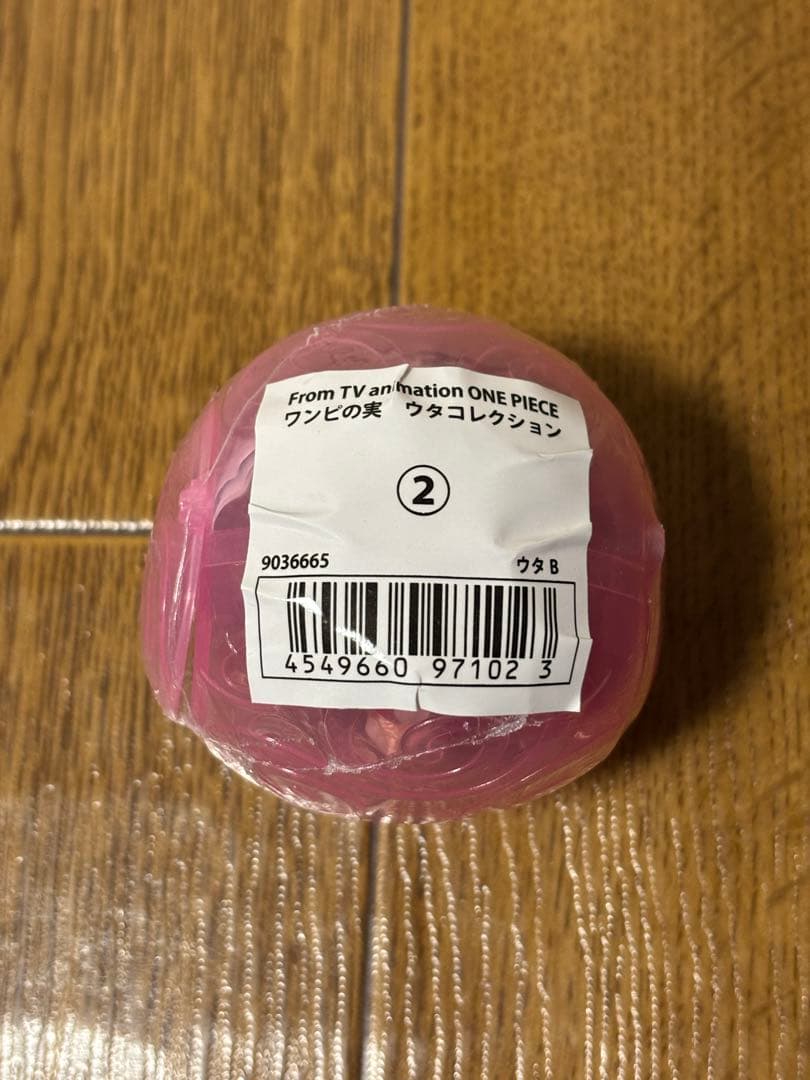 From TV animation ONE PIECE
ワンピの実 ウタコレクション
②
9036665 ウタ B
4549660 97102 3